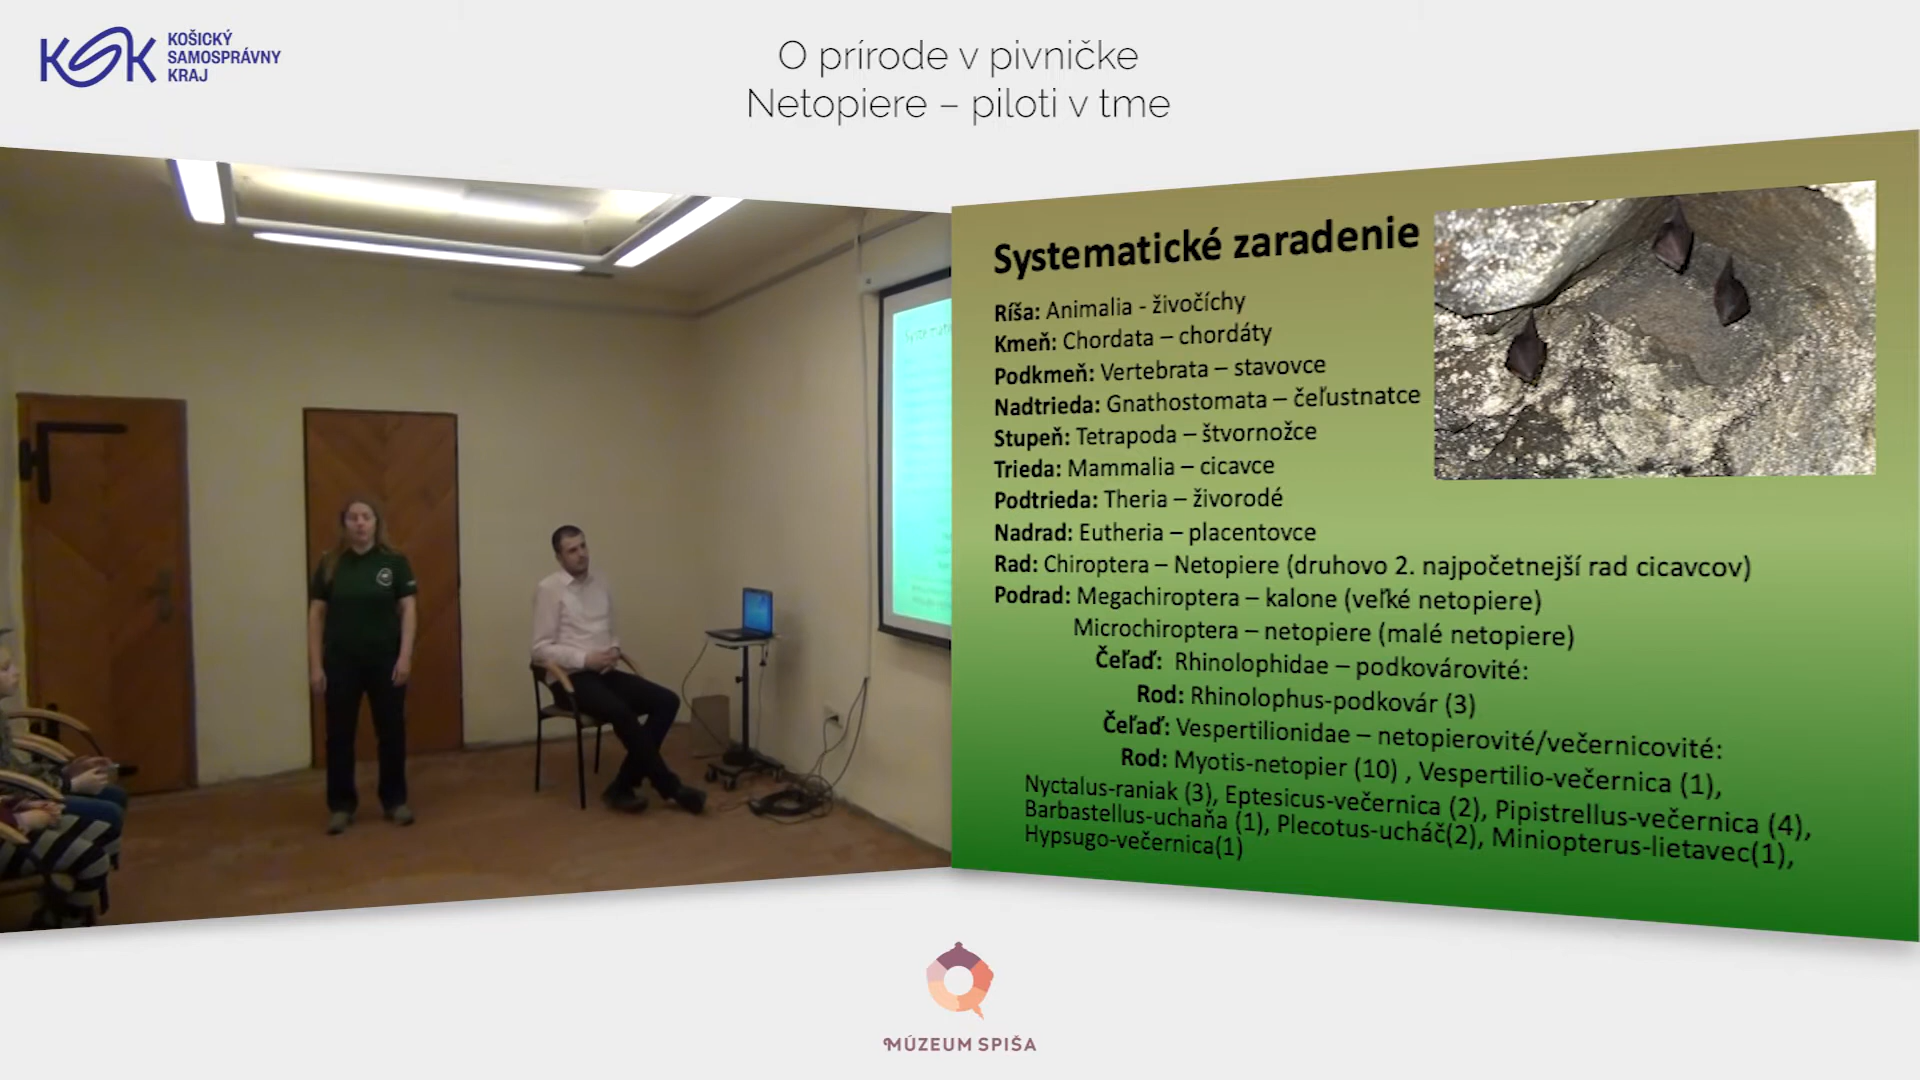 KSK KOŠICKÝ
SAMOSPRÁVNY
KRAJ
O prírode v pivničke
Netopiere – piloti v tme
Systematické zaradenie
Ríša: Animalia - živočíchy
Kmeň: Chordata – chordáty
Podkmeň: Vertebrata – stavovce
Nadtrieda: Gnathostomata – čeľustnatce
Stupeň: Tetrapoda – štvornožce
Trieda: Mammalia – cicavce
Podtrieda: Theria – živorodé
Nadrad: Eutheria – placentovce
Rad: Chiroptera – Netopiere (druhovo 2. najpočetnejší rad cicavcov)
Podrad: Megachiroptera – kalone (veľké netopiere)
Microchiroptera – netopiere (malé netopiere)
Čeľaď: Rhinolophidae – podkovárovité:
Rod: Rhinolophus-podkovár (3)
Čeľaď: Vespertilionidae – netopierovité/večernicovité:
Rod: Myotis-netopier (10) , Vespertilio-večernica (1),
Nyctalus-raniak (3), Eptesicus-večernica (2), Pipistrellus-večernica (4),
Barbastellus-uchaňa (1), Plecotus-ucháč(2), Miniopterus-lietavec(1),
Hypsugo-večernica(1)
MÚZEUM SPIŠA